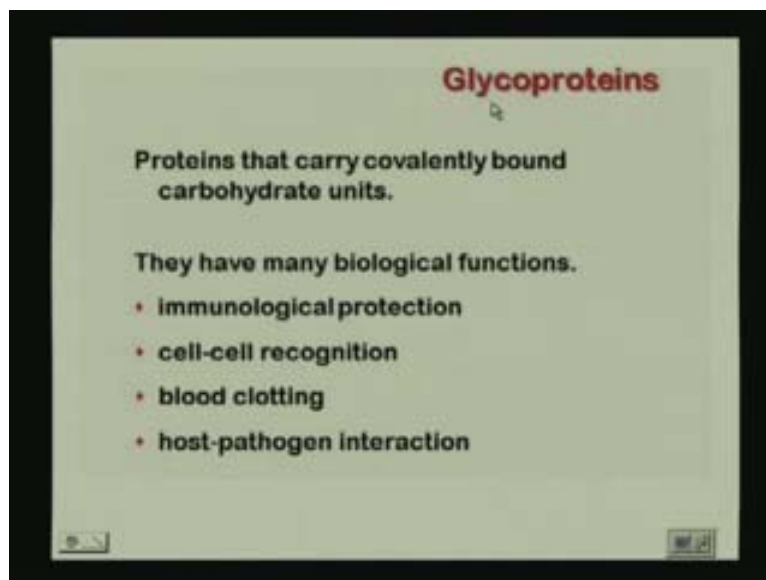 Glycoproteins
Proteins that carry covalently bound
carbohydrate units.
They have many biological functions.
• immunological protection
• cell-cell recognition
• blood clotting
• host-pathogen interaction